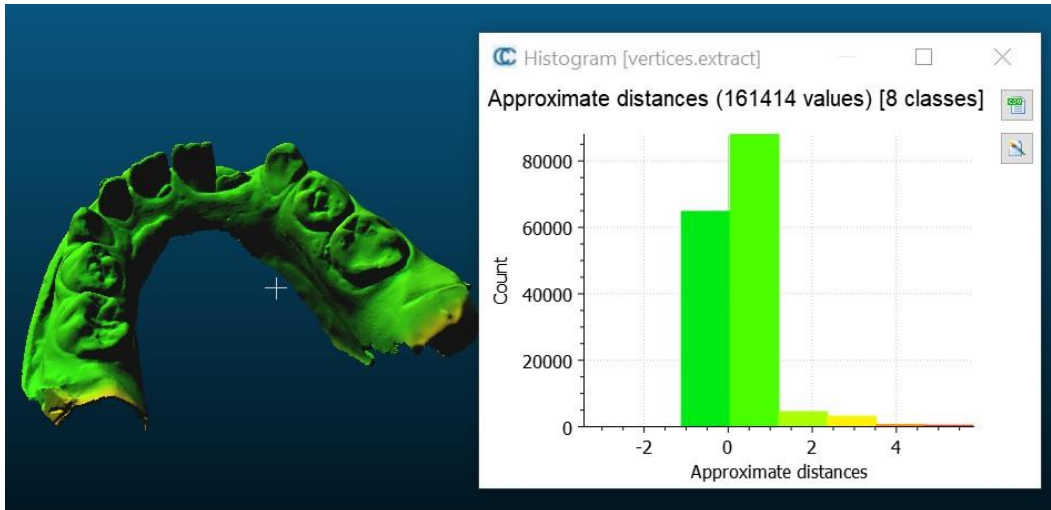 Histogram [vertices.extract]
Approximate distances (161414 values) [8 classes]
CSV
80000
60000
40000
20000
0
Count
-2 0 2 4
Approximate distances